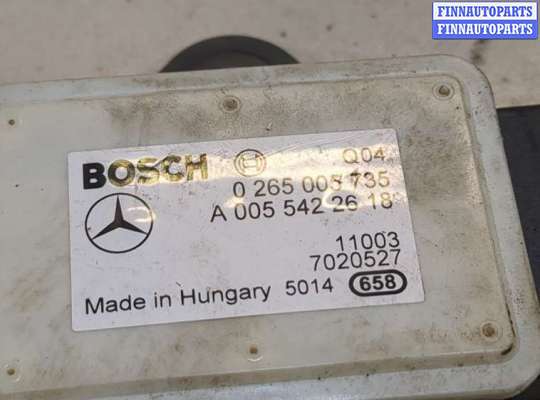 FINNAUTOPARTS
FINNAUTOPARTS
BOSCH Q04
0 265 005 735
A 005 542 26 18
11003
7020527
Made in Hungary 5014 658